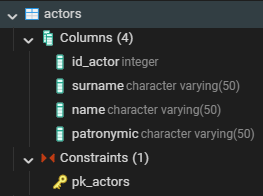 actors
Columns (4)
id_actor integer
surname character varying(50)
name character varying(50)
patronymic character varying(50)
Constraints (1)
pk_actors